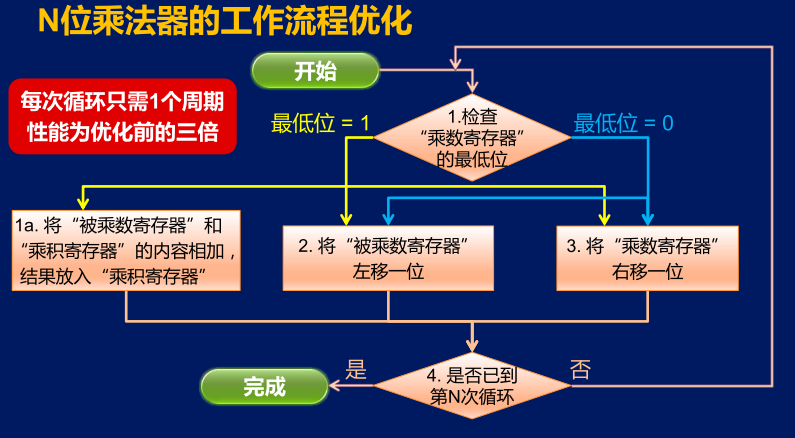 N位乘法器的工作流程优化
开始
每次循环只需1个周期
性能为优化前的三倍
最低位 = 1
1.检查
“乘数寄存器”
的最低位
最低位 = 0
1a. 将“被乘数寄存器”和
“乘积寄存器”的内容相加，
结果放入“乘积寄存器”
2. 将“被乘数寄存器”
左移一位
3. 将“乘数寄存器”
右移一位
是
4. 是否已到
第N次循环
否
完成